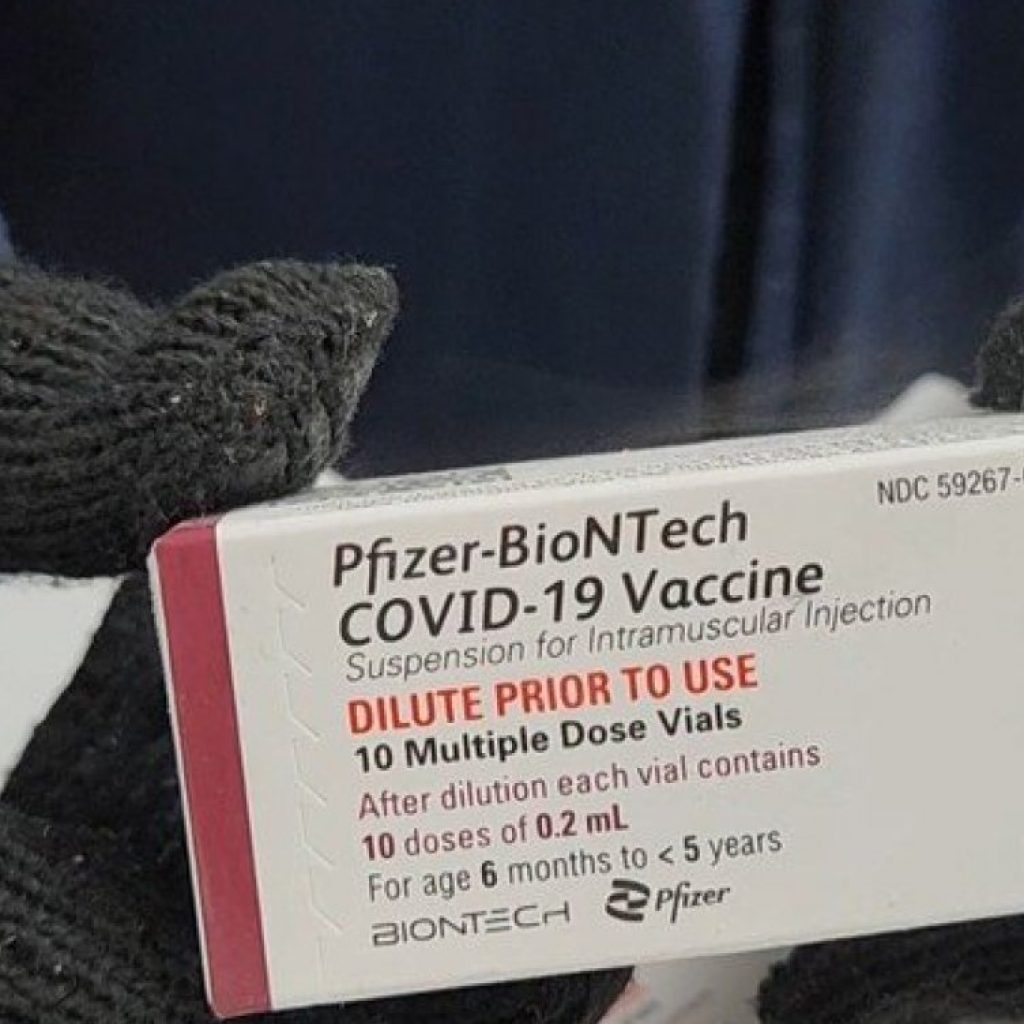 NDC 59267-
Pfizer-BioNTech
COVID-19 Vaccine
Suspension for Intramuscular Injection
DILUTE PRIOR TO USE
10 Multiple Dose Vials
After dilution each vial contains
10 doses of 0.2 mL
For age 6 months to < 5 years
BIONTECH Pfizer